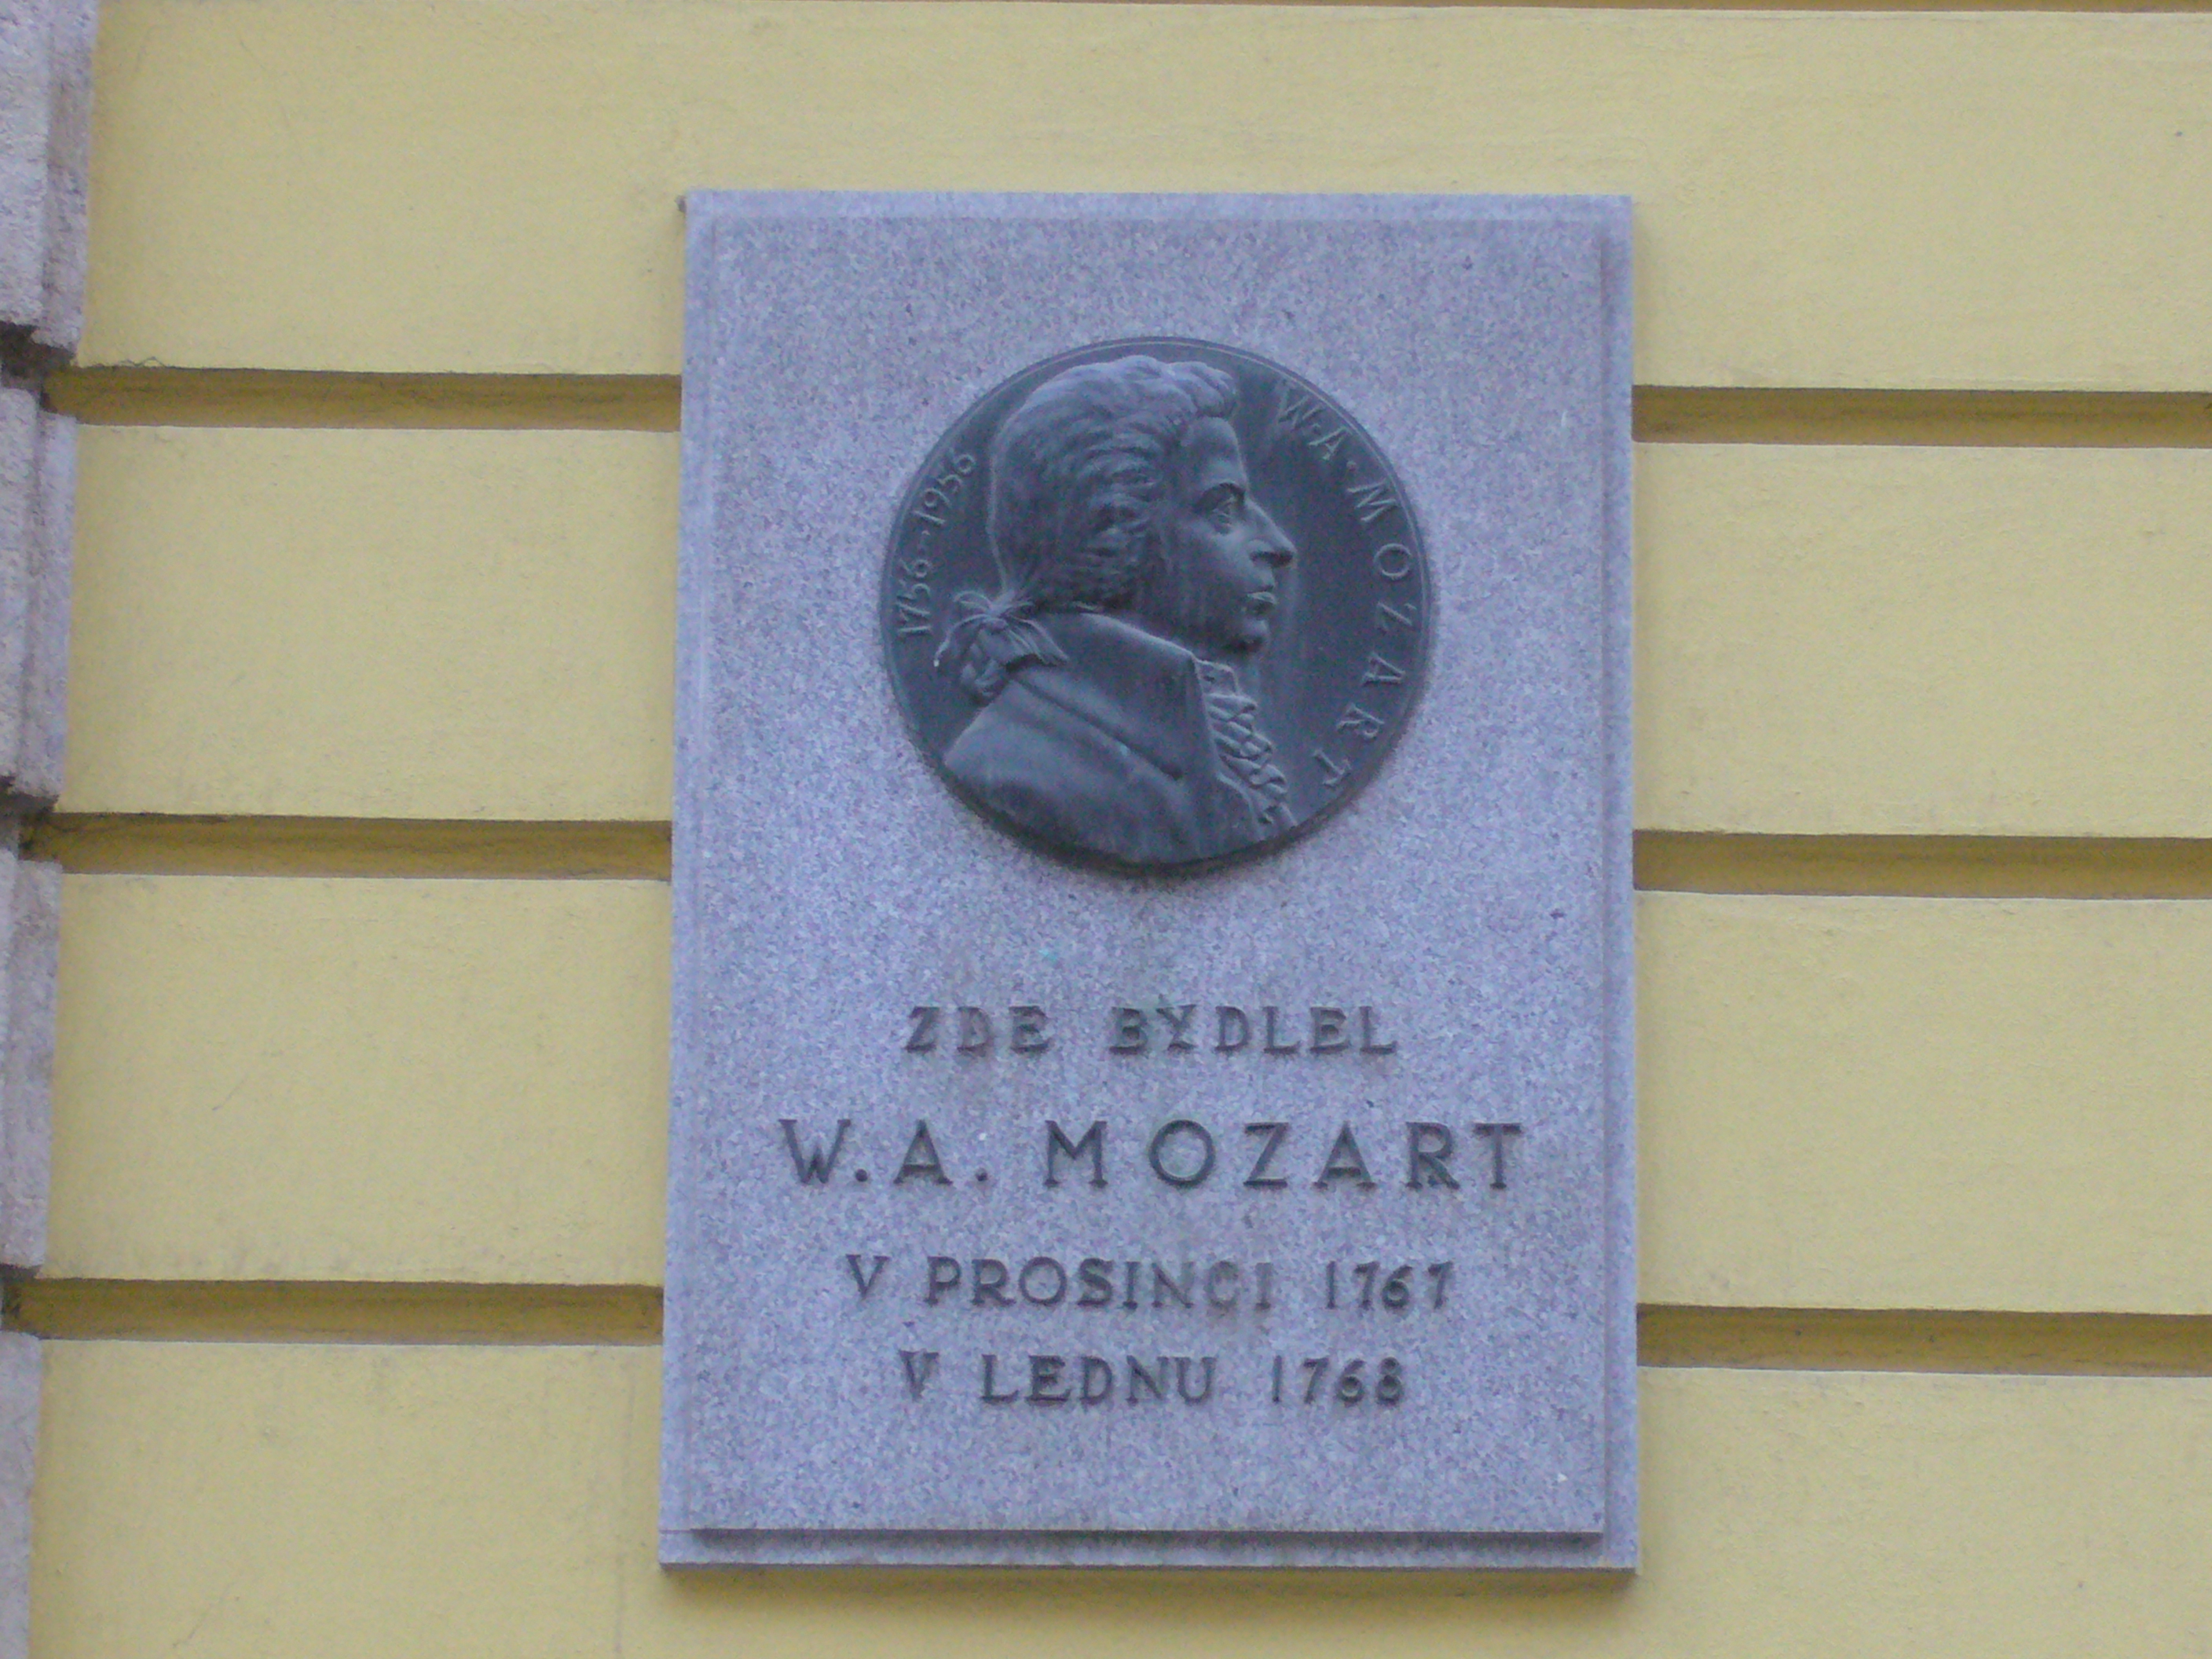 1756-1956
W·A·MOZART
ZDE BYDLEL
W. A. MOZART
V PROSINCI 1767
V LEDNU 1768